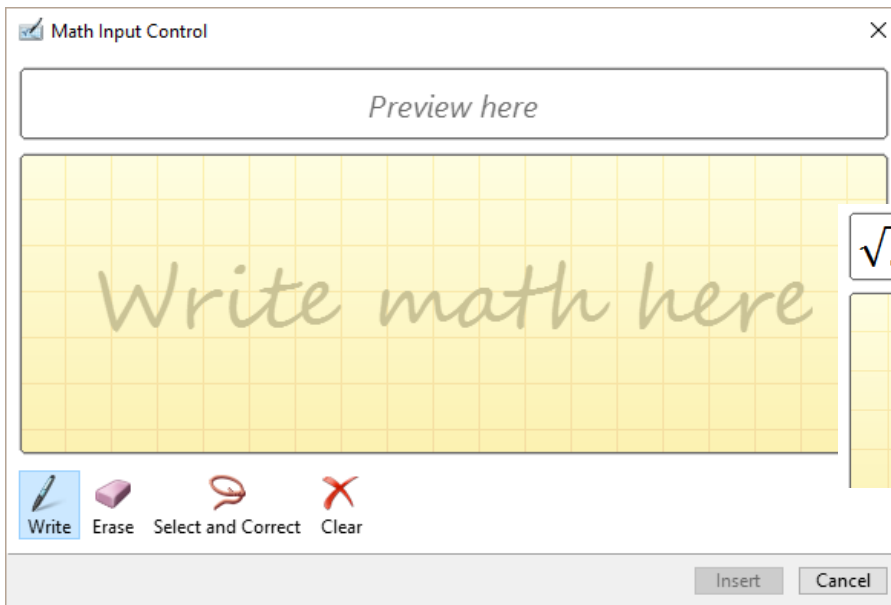 Math Input Control
Preview here
Write math here
√
Write
Erase
Select and Correct
Clear
Insert
Cancel